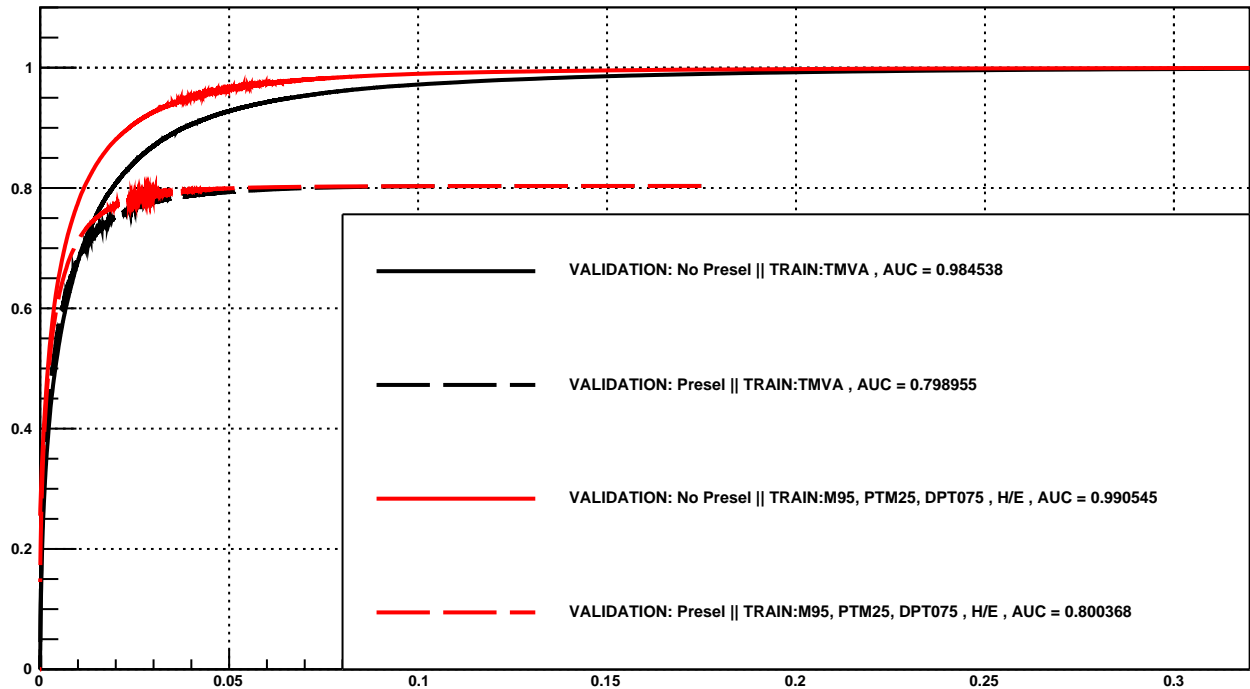 1
0.8
0.6
0.4
0.2
0
VALIDATION: No Presel || TRAIN:TMVA , AUC = 0.984538
VALIDATION: Presel || TRAIN:TMVA , AUC = 0.798955
VALIDATION: No Presel || TRAIN:M95, PTM25, DPT075 , H/E , AUC = 0.990545
VALIDATION: Presel || TRAIN:M95, PTM25, DPT075 , H/E , AUC = 0.800368
0 0.05 0.1 0.15 0.2 0.25 0.3